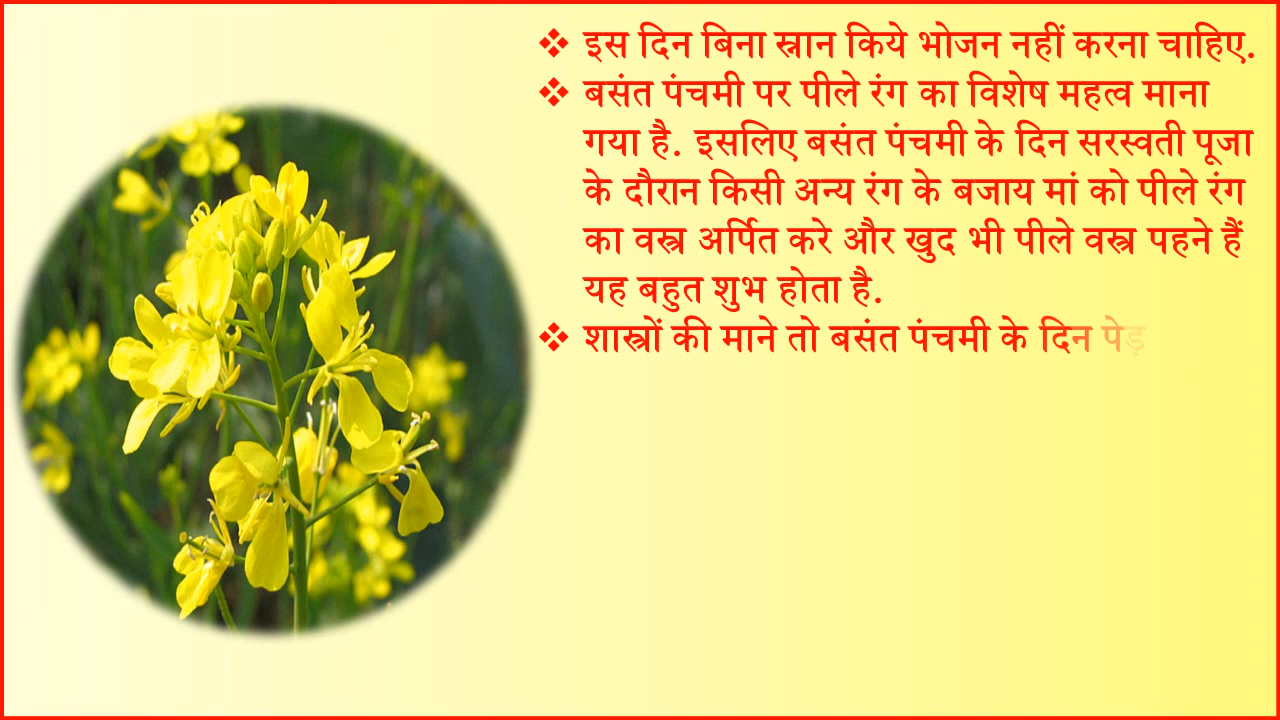 ❖ इस दिन बिना स्नान किये भोजन नहीं करना चाहिए.
❖ बसंत पंचमी पर पीले रंग का विशेष महत्व माना
गया है. इसलिए बसंत पंचमी के दिन सरस्वती पूजा
के दौरान किसी अन्य रंग के बजाय मां को पीले रंग
का वस्त्र अर्पित करे और खुद भी पीले वस्त्र पहने हैं
यह बहुत शुभ होता है.
❖ शास्त्रों की माने तो बसंत पंचमी के दिन पेड़